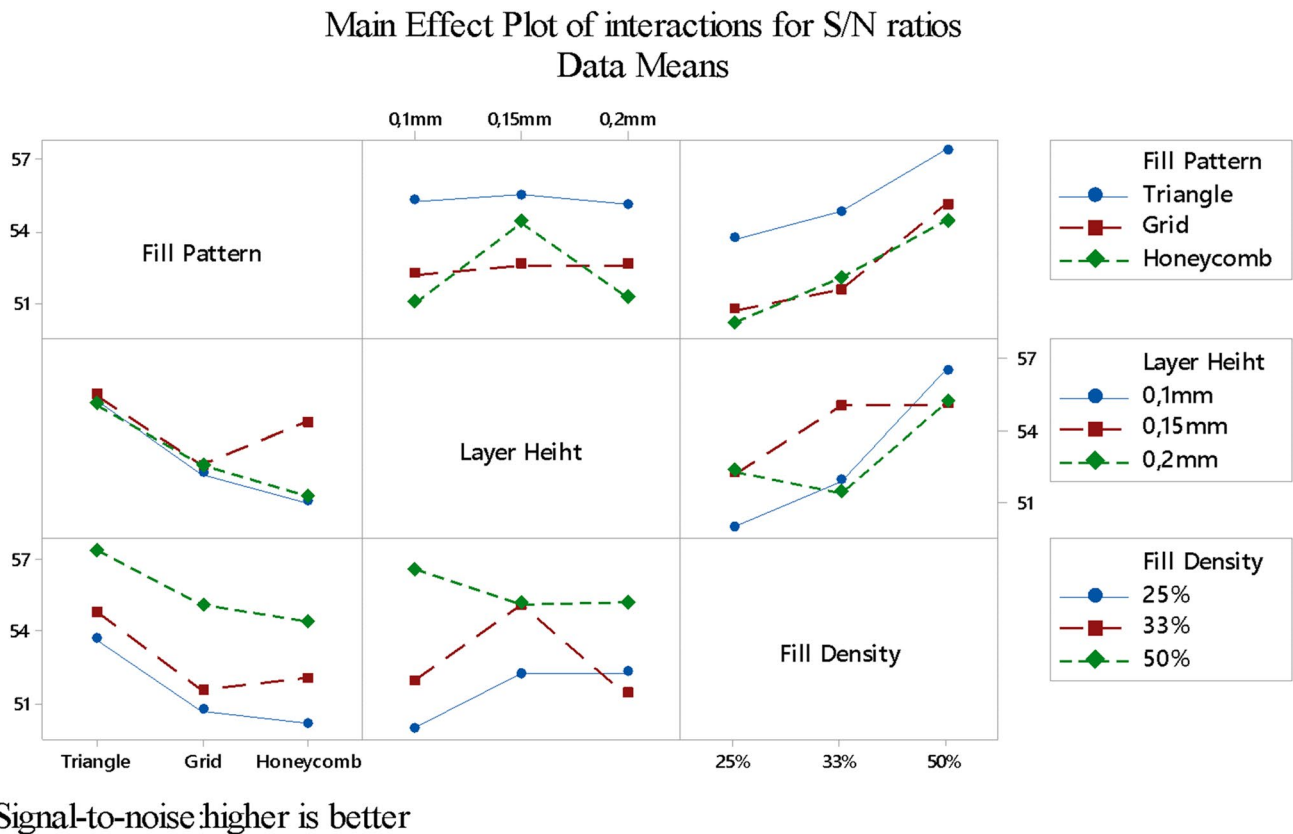 Main Effect Plot of interactions for S/N ratios
Data Means
0,1mm 0,15mm 0,2mm
57
54
51
Fill Pattern
Fill Pattern
Triangle
Grid
Honeycomb
Layer Heiht
57
54
51
Layer Heiht
0,1mm
0,15mm
0,2mm
57
54
51
Fill Density
Fill Density
25%
33%
50%
Triangle Grid Honeycomb 25% 33% 50%
Signal-to-noise:higher is better